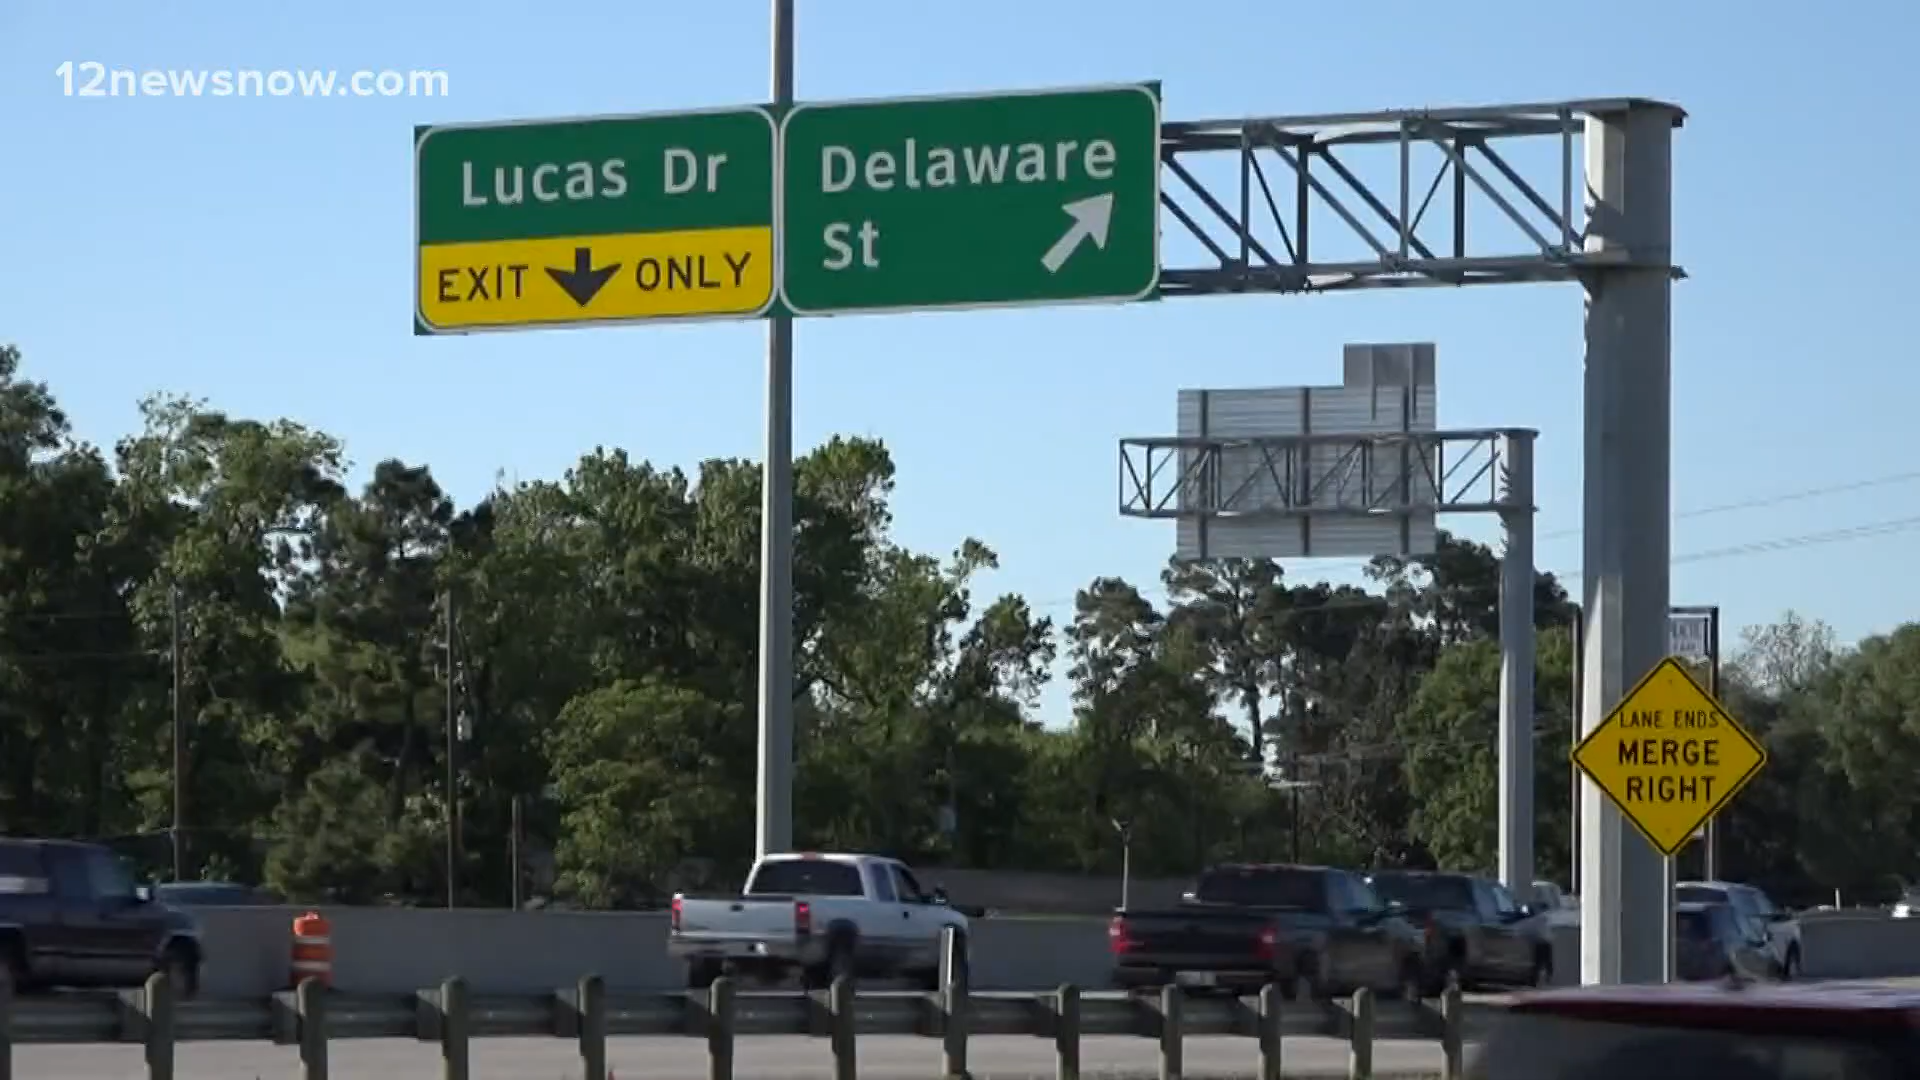 12newsnow.com
Lucas Dr
EXIT ONLY
Delaware
St
LANE ENDS
MERGE
RIGHT